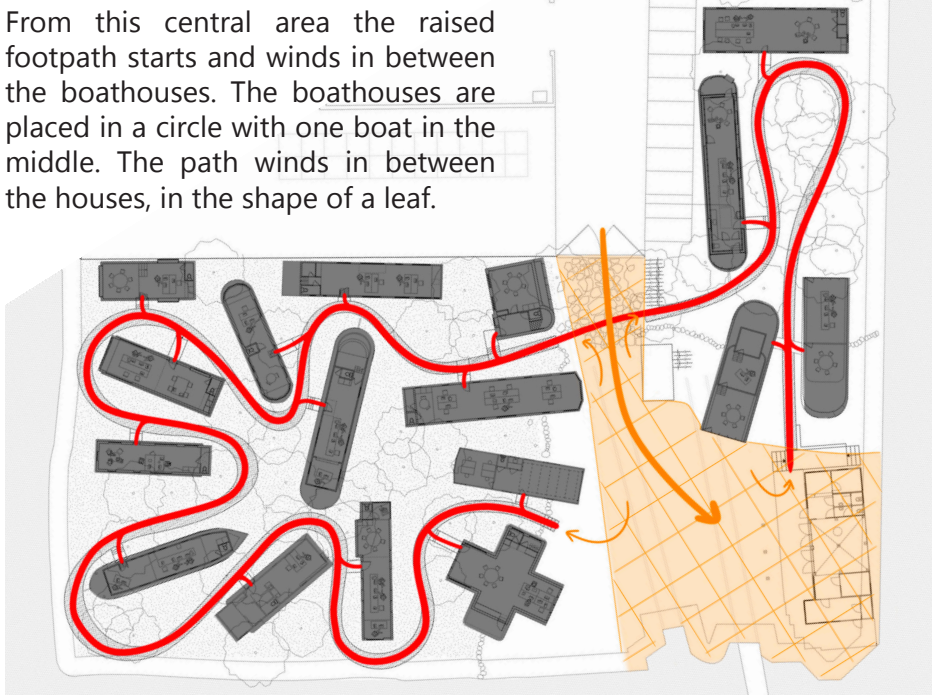 From this central area the raised
footpath starts and winds in between
the boathouses. The boathouses are
placed in a circle with one boat in the
middle. The path winds in between
the houses, in the shape of a leaf.